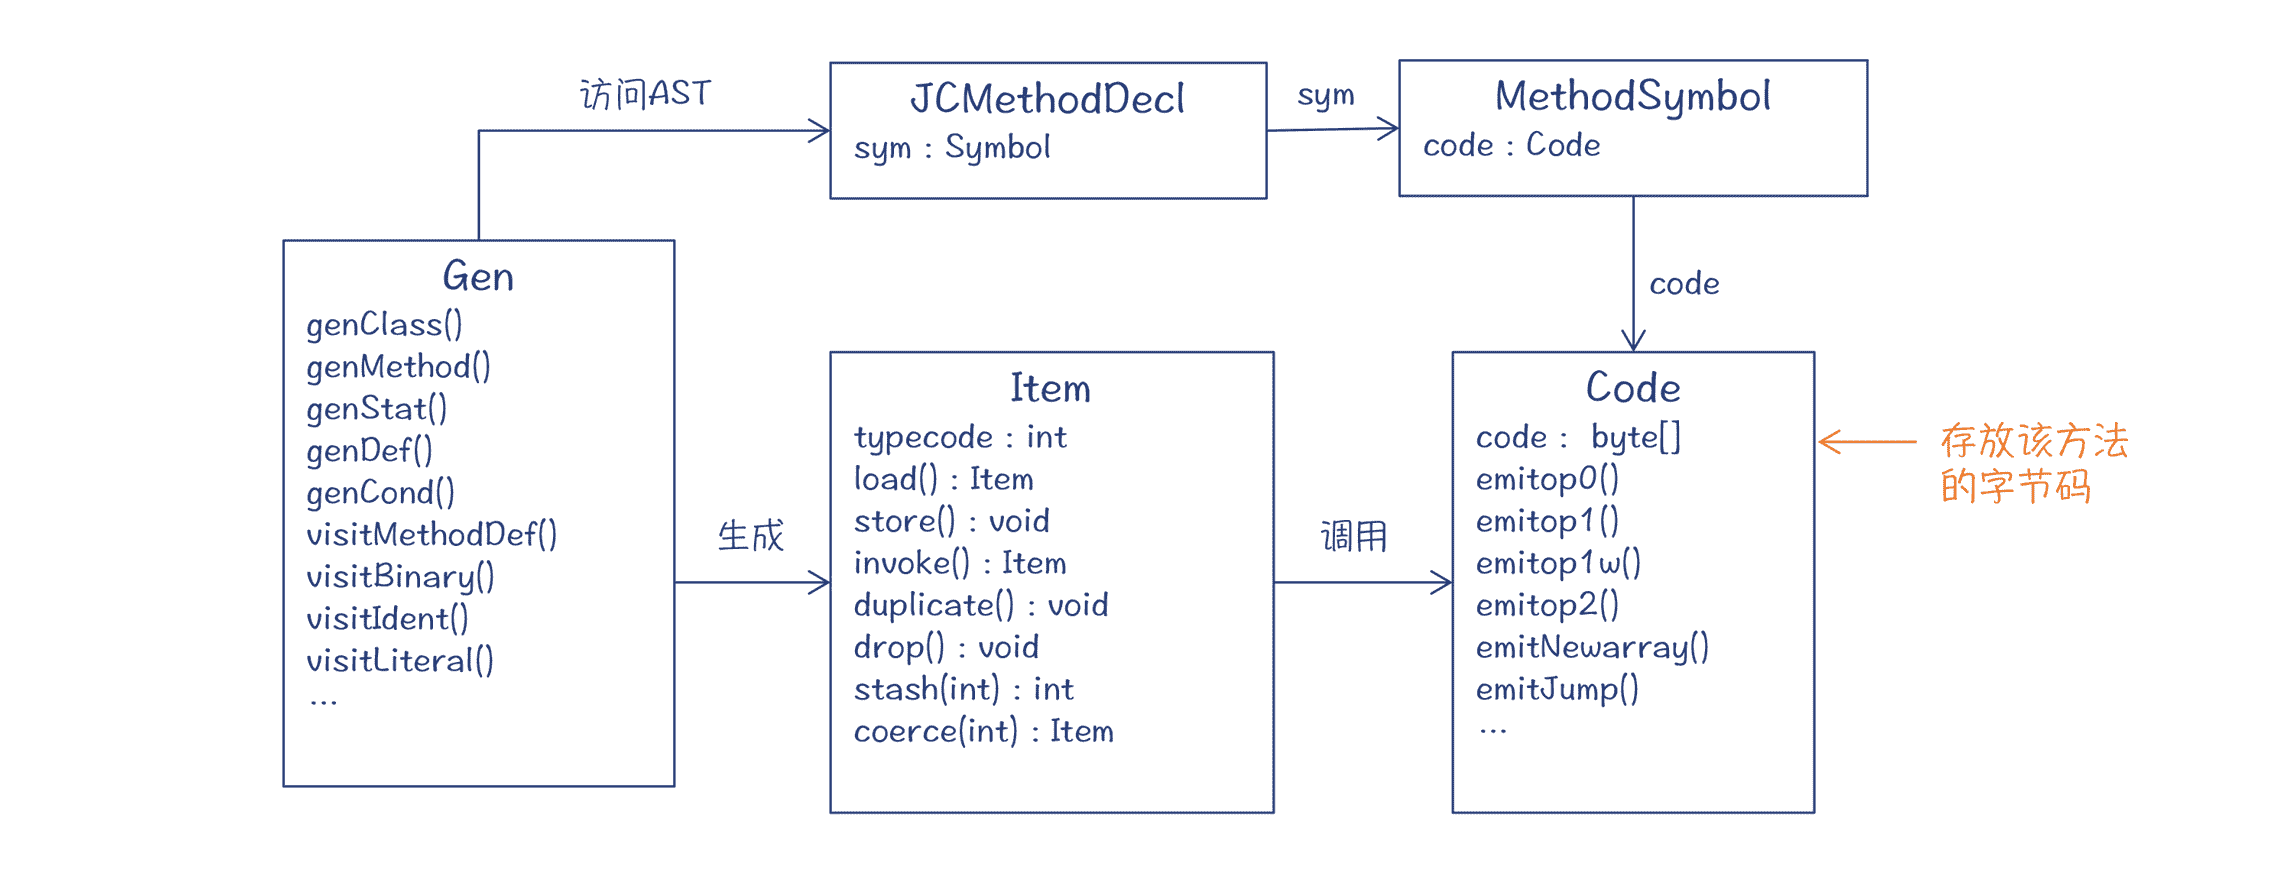 访问AST
JCMethodDecl
sym : Symbol
sym
MethodSymbol
code : Code
code
Gen
genClass()
genMethod()
genStat()
genDef()
genCond()
visitMethodDef()
visitBinary()
visitIdent()
visitLiteral()
...
生成
Item
typecode : int
load() : Item
store() : void
invoke() : Item
duplicate() : void
drop() : void
stash(int) : int
coerce(int) : Item
调用
Code
code : byte[]
emitop0()
emitop1()
emitop1w()
emitop2()
emitNewarray()
emitJump()
...
存放该方法
的字节码